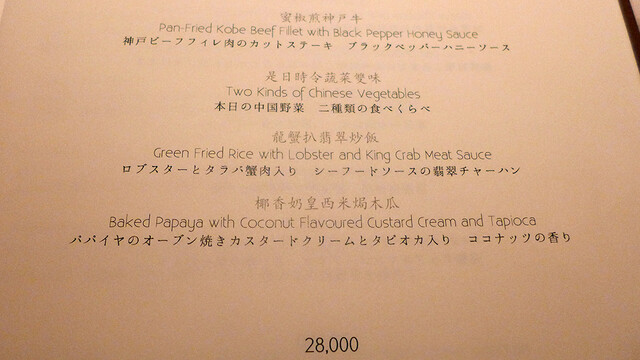 蜜椒煎神戸牛
Pan-Fried Kobe Beef Fillet with Black Pepper Honey Sauce
神戸ビーフフィレ肉のカットステーキ　ブラックペッパーハニーソース
是日時令蔬菜雙味
Two Kinds of Chinese Vegetables
本日の中国野菜　二種類の食べくらべ
龍蟹扒翡翠炒飯
Green Fried Rice with Lobster and King Crab Meat Sauce
ロブスターとタラバ蟹肉入り　シーフードソースの翡翠チャーハン
椰香奶皇西米焗木瓜
Baked Papaya with Coconut Flavoured Custard Cream and Tapioca
パパイヤのオーブン焼きカスタードクリームとタピオカ入り　ココナッツの香り
28,000